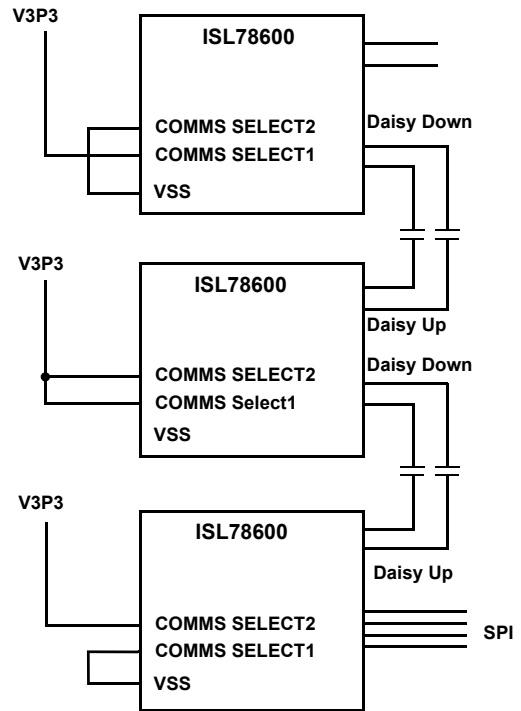 V3P3
ISL78600
COMMS SELECT2
Daisy Down
COMMS SELECT1
VSS
V3P3
ISL78600
Daisy Up
Daisy Down
COMMS SELECT2
COMMS Select1
VSS
V3P3
ISL78600
Daisy Up
COMMS SELECT2
SPI
COMMS SELECT1
VSS